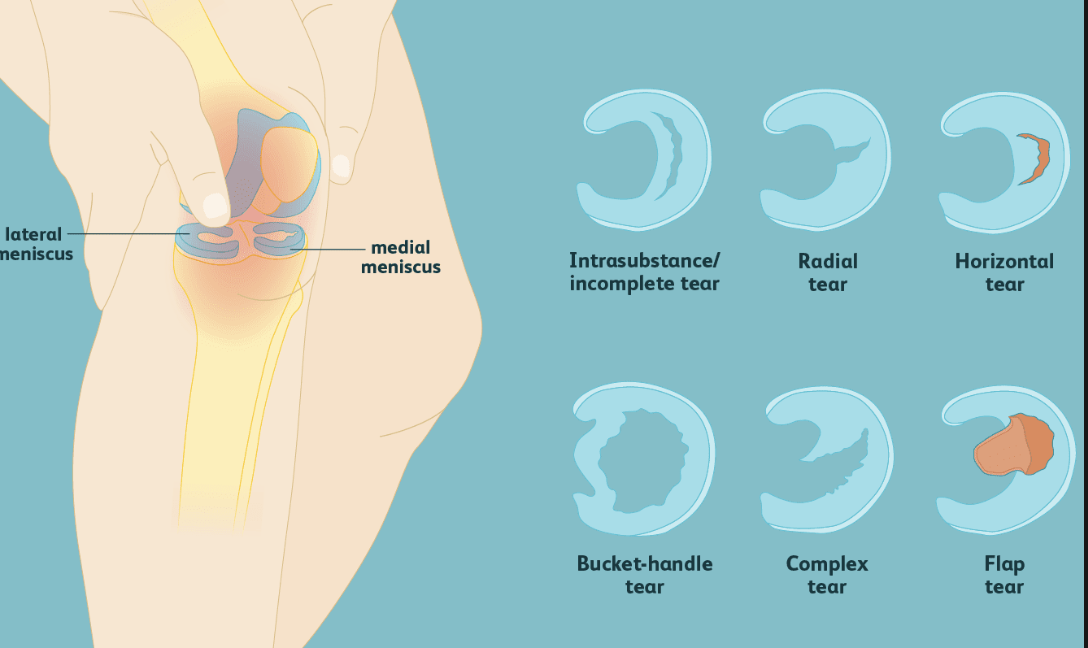 lateral
meniscus
medial
meniscus
Intrasubstance/
incomplete tear
Radial
tear
Horizontal
tear
Bucket-handle
tear
Complex
tear
Flap
tear